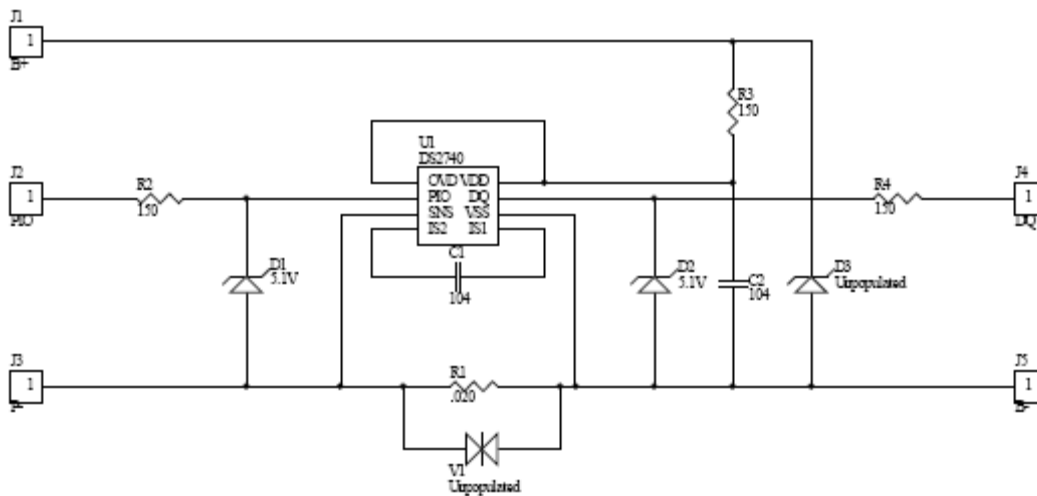 J1
1
B+
R3
150
U1
DS2740
OVD VDD
PIO DQ
SNS VSS
IS2 IS1
J2
1
PIO
R2
150
R4
150
J4
1
DQ
C1
104
D1
5.1V
D2
5.1V
C2
104
D3
Unpopulated
J3
1
P-
R1
.020
J5
1
B-
V1
Unpopulated